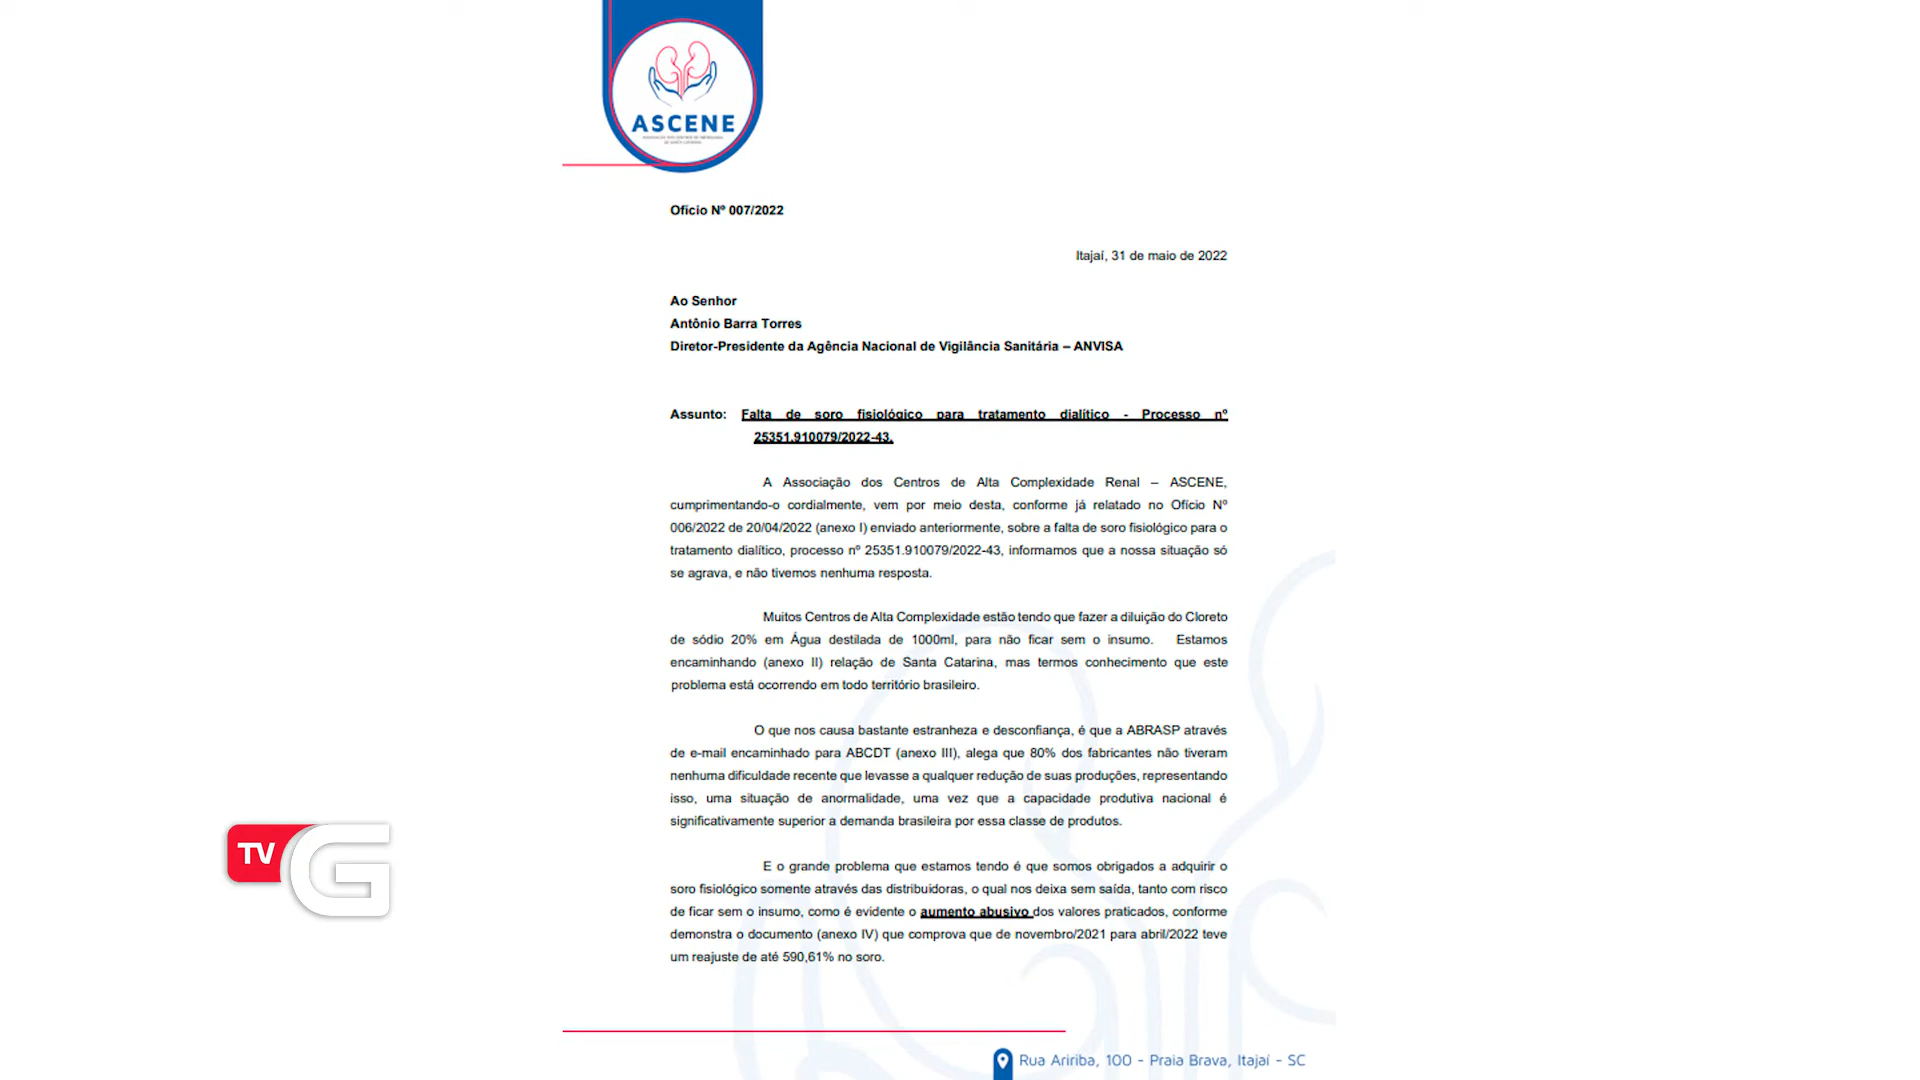 ASCENE
Ofício Nº 007/2022
Itajaí, 31 de maio de 2022
Ao Senhor
Antônio Barra Torres
Diretor-Presidente da Agência Nacional de Vigilância Sanitária – ANVISA
Assunto: Falta de soro fisiológico para tratamento dialítico - Processo nº
25351.910079/2022-43.
A Associação dos Centros de Alta Complexidade Renal – ASCENE,
cumprimentando-o cordialmente, vem por meio desta, conforme já relatado no Ofício Nº
006/2022 de 20/04/2022 (anexo I) enviado anteriormente, sobre a falta de soro fisiológico para o
tratamento dialítico, processo nº 25351.910079/2022-43, informamos que a nossa situação só
se agrava, e não tivemos nenhuma resposta.
Muitos Centros de Alta Complexidade estão tendo que fazer a diluição do Cloreto
de sódio 20% em Água destilada de 1000ml, para não ficar sem o insumo. Estamos
encaminhando (anexo II) relação de Santa Catarina, mas termos conhecimento que este
problema está ocorrendo em todo território brasileiro.
O que nos causa bastante estranheza e desconfiança, é que a ABRASP através
de e-mail encaminhado para ABCDT (anexo III), alega que 80% dos fabricantes não tiveram
nenhuma dificuldade recente que levasse a qualquer redução de suas produções, representando
isso, uma situação de anormalidade, uma vez que a capacidade produtiva nacional é
significativamente superior a demanda brasileira por essa classe de produtos.
E o grande problema que estamos tendo é que somos obrigados a adquirir o
soro fisiológico somente através das distribuidoras, o qual nos deixa sem saída, tanto com risco
de ficar sem o insumo, como é evidente o aumento abusivo dos valores praticados, conforme
demonstra o documento (anexo IV) que comprova que de novembro/2021 para abril/2022 teve
um reajuste de até 590,61% no soro.
TV G
Rua Aririba, 100 - Praia Brava, Itajaí - SC